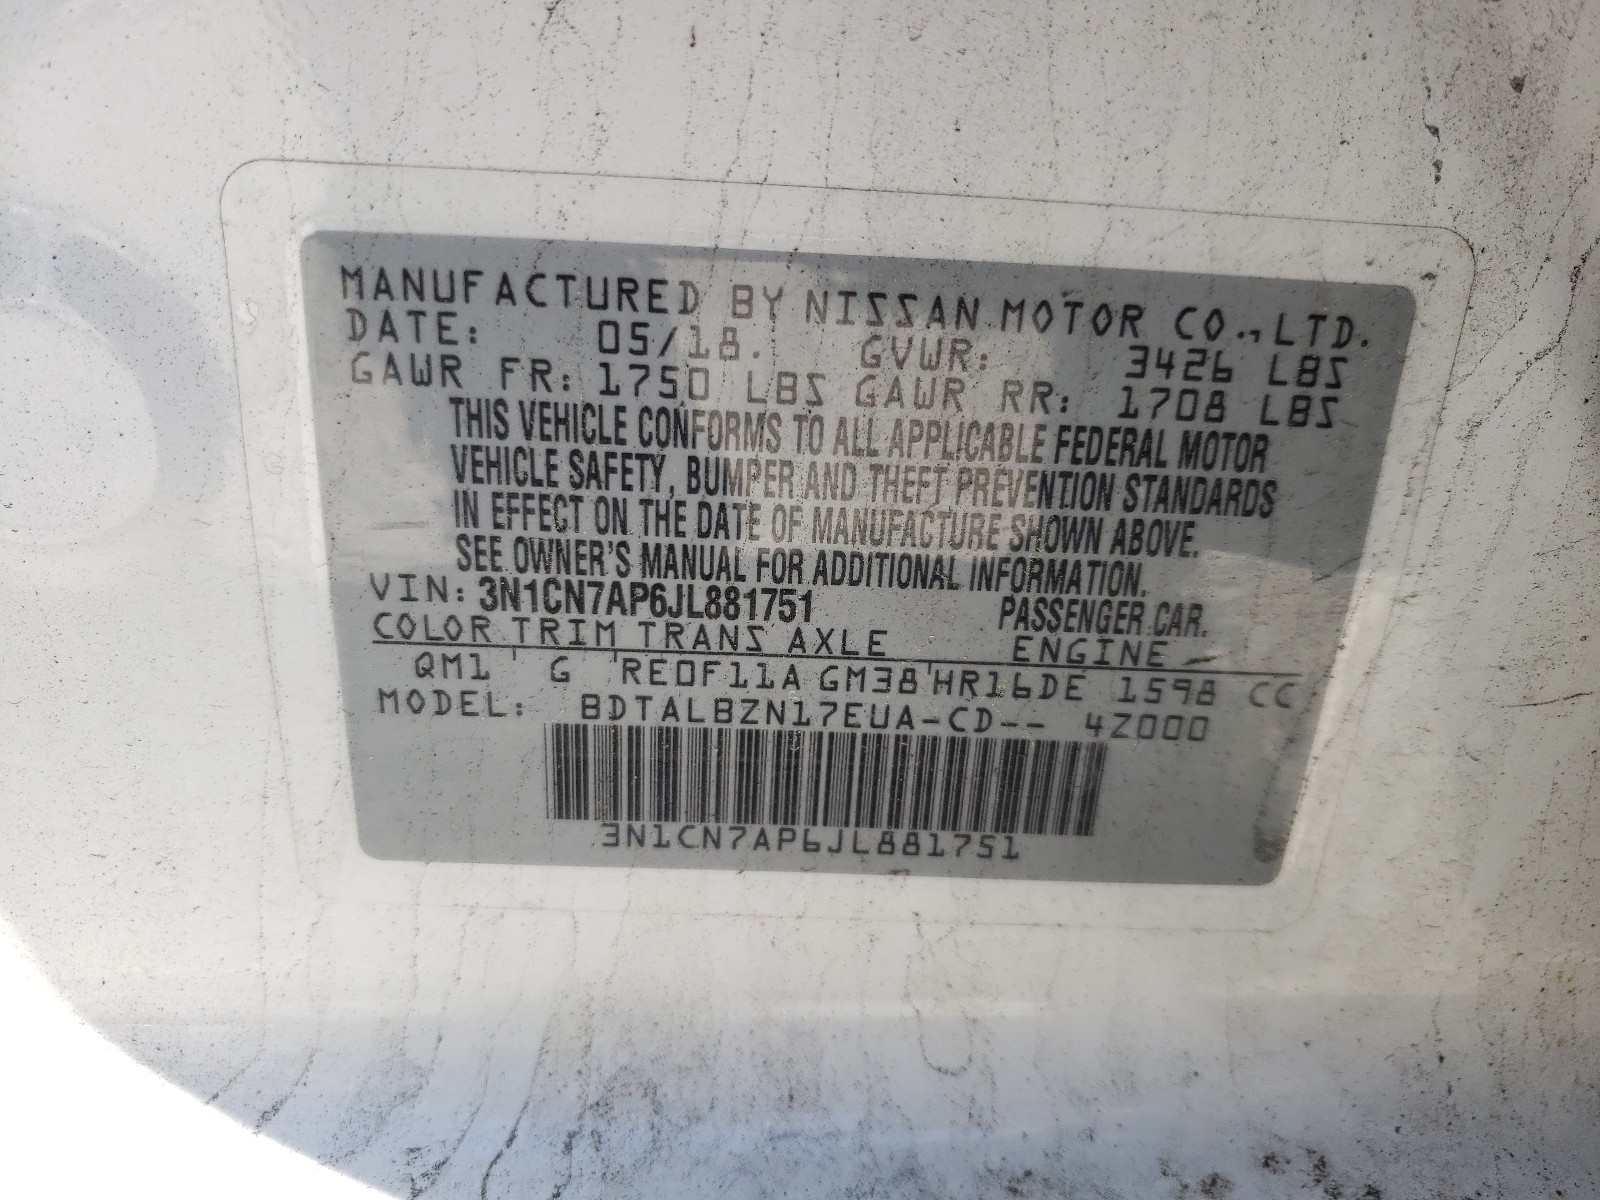 MANUFACTURED BY NISSAN MOTOR CO., LTD.
DATE: 05/18. GVWR: 3426 LBS
GAWR FR: 1750 LBS GAWR RR: 1708 LBS
THIS VEHICLE CONFORMS TO ALL APPLICABLE FEDERAL MOTOR
VEHICLE SAFETY, BUMPER AND THEFT PREVENTION STANDARDS
IN EFFECT ON THE DATE OF MANUFACTURE SHOWN ABOVE.
SEE OWNER'S MANUAL FOR ADDITIONAL INFORMATION.
VIN: 3N1CN7AP6JL881751 PASSENGER CAR.
COLOR TRIM TRANS AXLE ENGINE
QM1 ' G ' RE0F11A GM38 ' HR16DE 1598 CC
MODEL: BDTALBZN17EUA-CD-- 4Z000
3N1CN7AP6JL881751